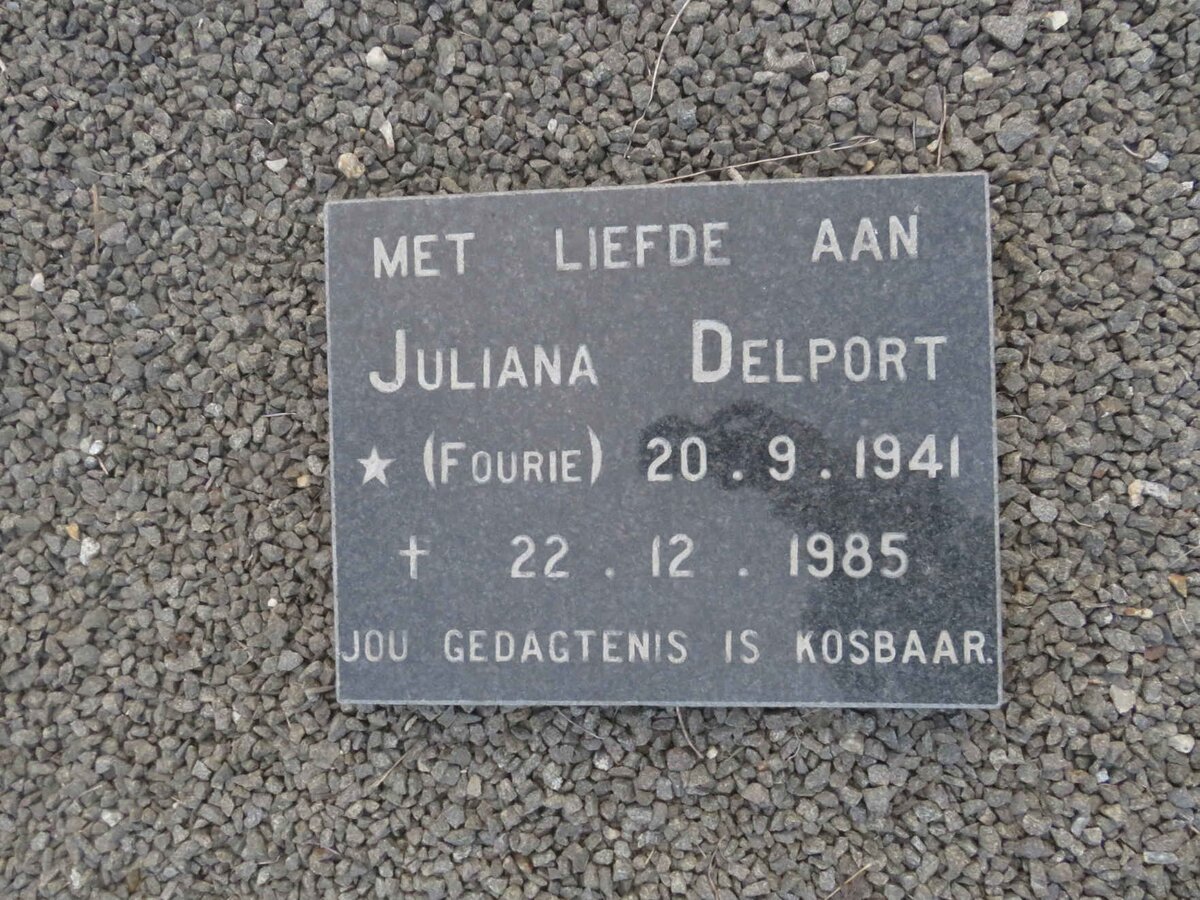 MET LIEFDE AAN
JULIANA DELPORT
★ (FOURIE) 20.9.1941
† 22.12.1985
JOU GEDAGTENIS IS KOSBAAR.